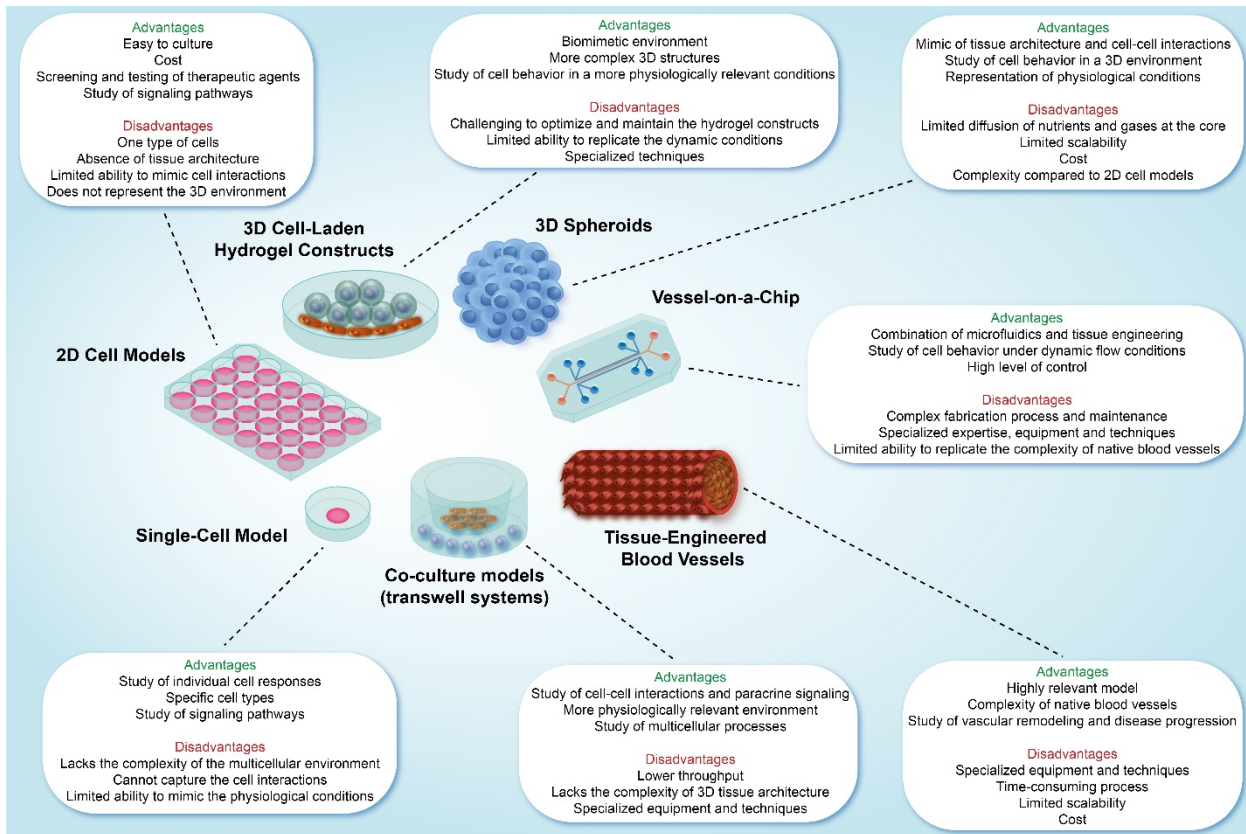 Advantages
Easy to culture
Cost
Screening and testing of therapeutic agents
Study of signaling pathways
Disadvantages
One type of cells
Absence of tissue architecture
Limited ability to mimic cell interactions
Does not represent the 3D environment
Advantages
Biomimetic environment
More complex 3D structures
Study of cell behavior in a more physiologically relevant conditions
Disadvantages
Challenging to optimize and maintain the hydrogel constructs
Limited ability to replicate the dynamic conditions
Specialized techniques
Advantages
Mimic of tissue architecture and cell-cell interactions
Study of cell behavior in a 3D environment
Representation of physiological conditions
Disadvantages
Limited diffusion of nutrients and gases at the core
Limited scalability
Cost
Complexity compared to 2D cell models
3D Cell-Laden
Hydrogel Constructs
3D Spheroids
Vessel-on-a-Chip
2D Cell Models
Advantages
Combination of microfluidics and tissue engineering
Study of cell behavior under dynamic flow conditions
High level of control
Disadvantages
Complex fabrication process and maintenance
Specialized expertise, equipment and techniques
Limited ability to replicate the complexity of native blood vessels
Single-Cell Model
Co-culture models
(transwell systems)
Tissue-Engineered
Blood Vessels
Advantages
Study of individual cell responses
Specific cell types
Study of signaling pathways
Disadvantages
Lacks the complexity of the multicellular environment
Cannot capture the cell interactions
Limited ability to mimic the physiological conditions
Advantages
Study of cell-cell interactions and paracrine signaling
More physiologically relevant environment
Study of multicellular processes
Disadvantages
Lower throughput
Lacks the complexity of 3D tissue architecture
Specialized equipment and techniques
Advantages
Highly relevant model
Complexity of native blood vessels
Study of vascular remodeling and disease progression
Disadvantages
Specialized equipment and techniques
Time-consuming process
Limited scalability
Cost